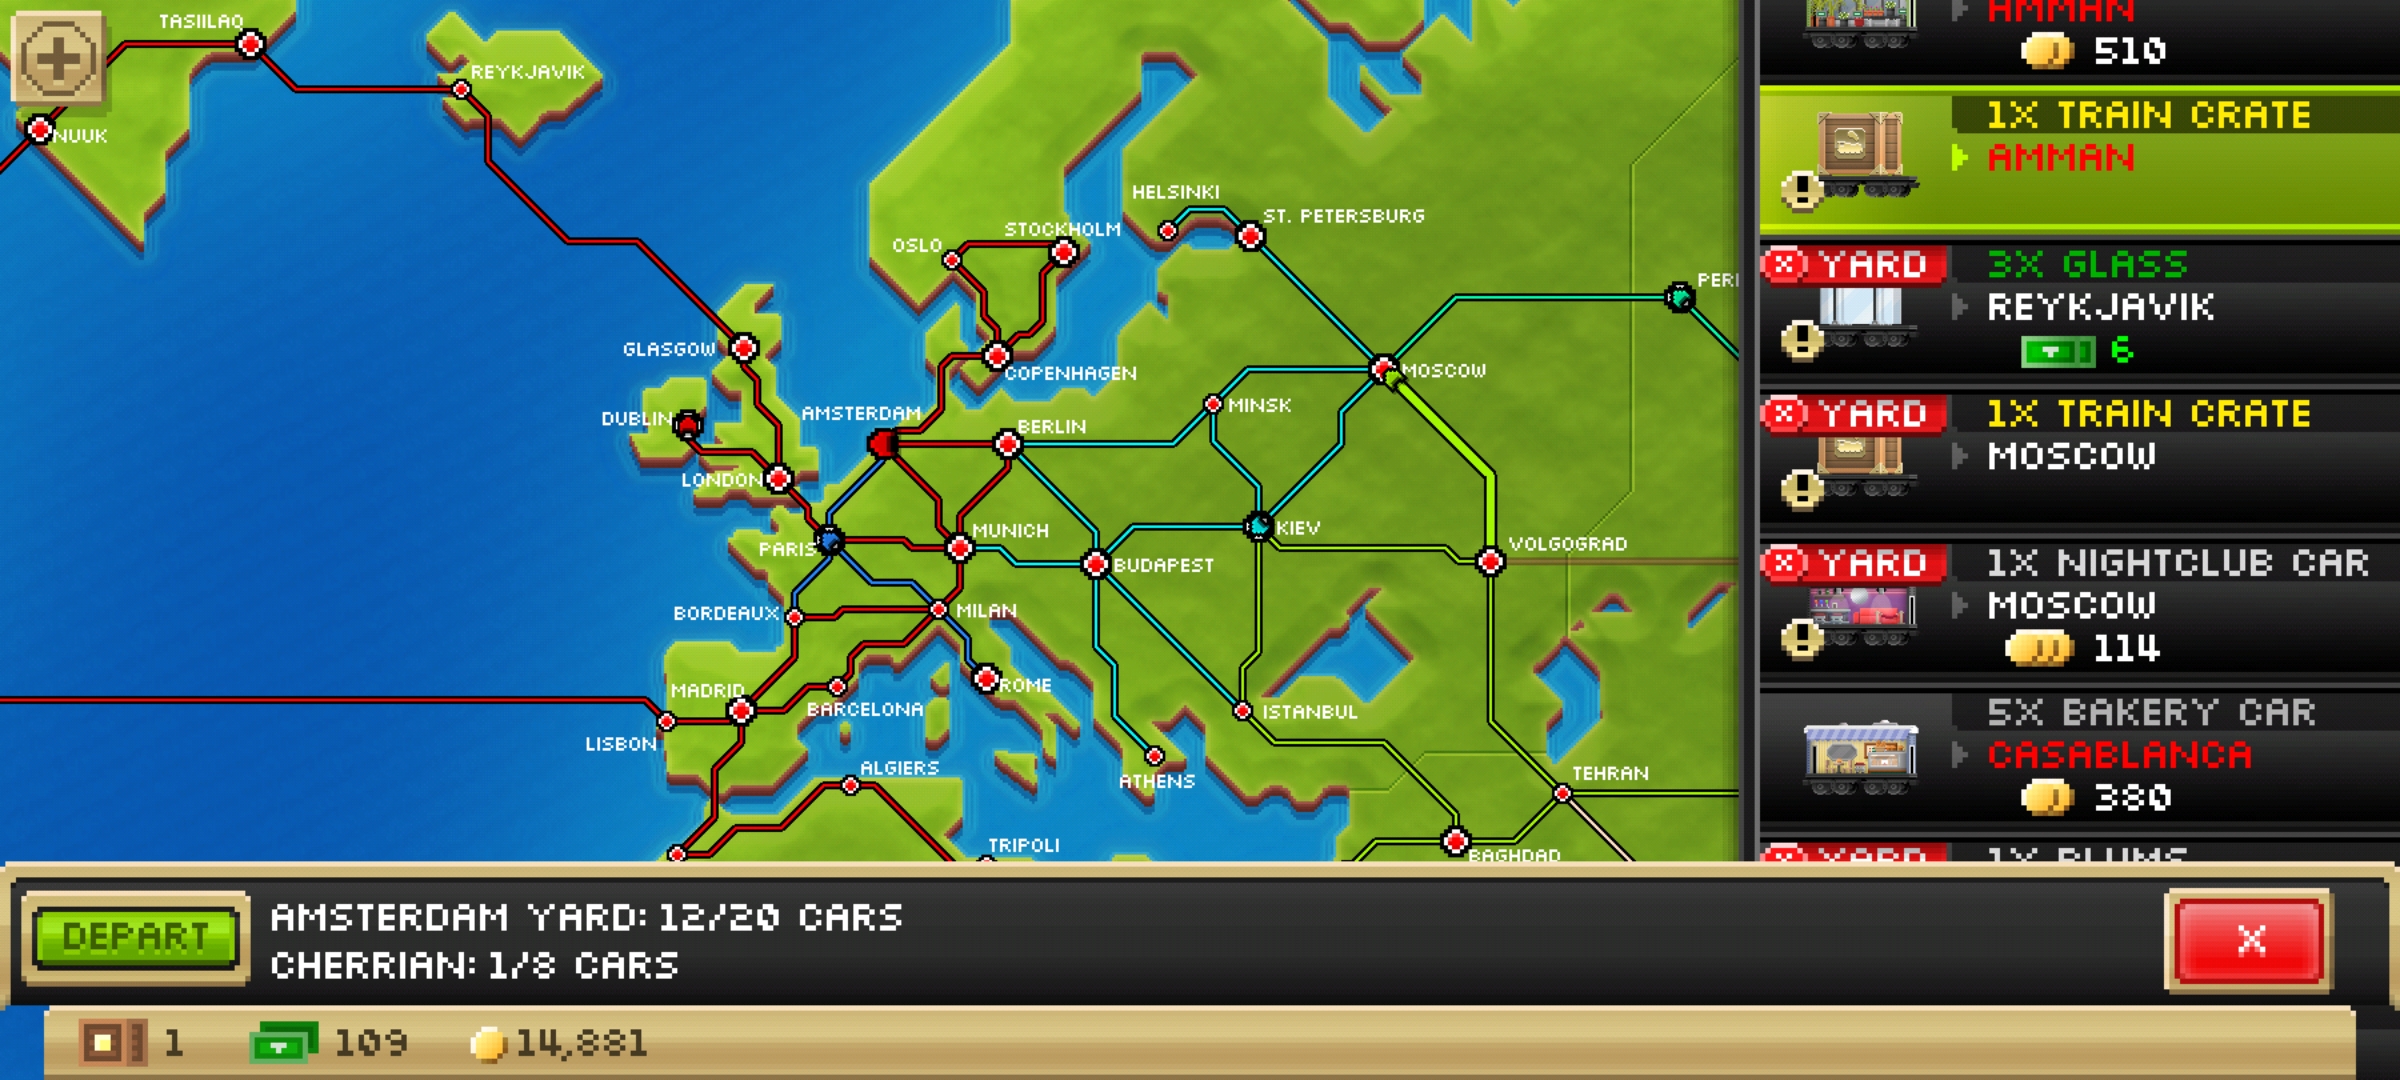 TASIILAQ
REYKJAVIK
NUUK
HELSINKI
ST. PETERSBURG
STOCKHOLM
OSLO
GLASGOW
COPENHAGEN
MOSCOW
DUBLIN
AMSTERDAM
BERLIN
MINSK
LONDON
PARIS
MUNICH
KIEV
VOLGOGRAD
BUDAPEST
BORDEAUX
MILAN
MADRID
ROME
BARCELONA
ISTANBUL
LISBON
ALGIERS
ATHENS
TEHRAN
TRIPOLI
BAGHDAD
AMMAN
510
1X TRAIN CRATE
AMMAN
YARD
3X GLASS
REYKJAVIK
6
YARD
1X TRAIN CRATE
MOSCOW
YARD
1X NIGHTCLUB CAR
MOSCOW
114
5X BAKERY CAR
CASABLANCA
380
YARD
DEPART
AMSTERDAM YARD: 12/20 CARS
CHERRIAN: 1/8 CARS
X
1
109
14,881